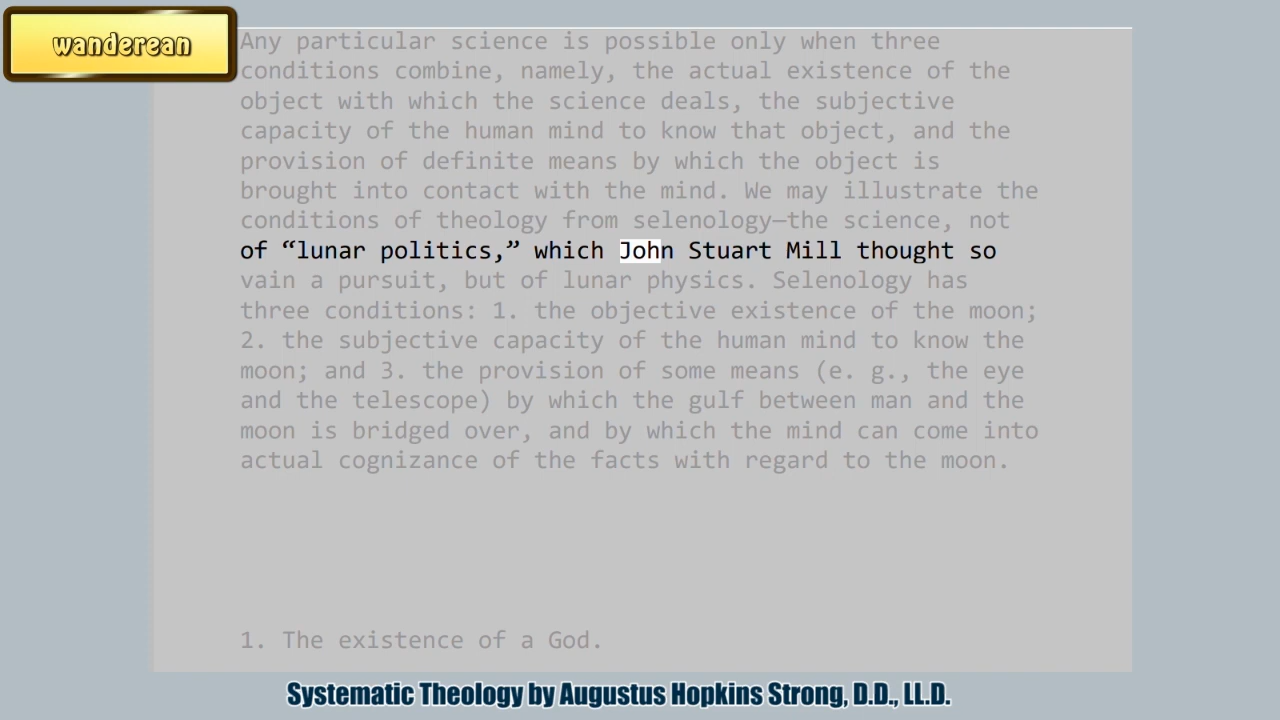 wanderean
Any particular science is possible only when three
conditions combine, namely, the actual existence of the
object with which the science deals, the subjective
capacity of the human mind to know that object, and the
provision of definite means by which the object is
brought into contact with the mind. We may illustrate the
conditions of theology from selenology—the science, not
of “lunar politics,” which John Stuart Mill thought so
vain a pursuit, but of lunar physics. Selenology has
three conditions: 1. the objective existence of the moon;
2. the subjective capacity of the human mind to know the
moon; and 3. the provision of some means (e. g., the eye
and the telescope) by which the gulf between man and the
moon is bridged over, and by which the mind can come into
actual cognizance of the facts with regard to the moon.
1. The existence of a God.
Systematic Theology by Augustus Hopkins Strong, D.D., LL.D.